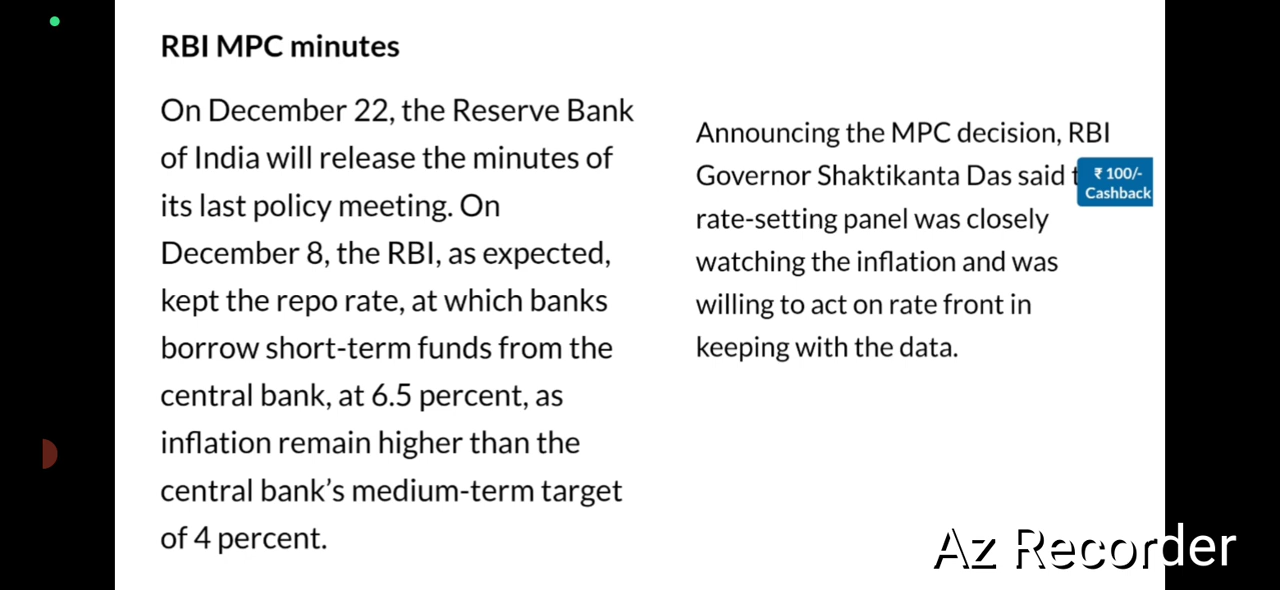 RBI MPC minutes
On December 22, the Reserve Bank
of India will release the minutes of
its last policy meeting. On
December 8, the RBI, as expected,
kept the repo rate, at which banks
borrow short-term funds from the
central bank, at 6.5 percent, as
inflation remain higher than the
central bank’s medium-term target
of 4 percent.
Announcing the MPC decision, RBI
Governor Shaktikanta Das said
rate-setting panel was closely
watching the inflation and was
willing to act on rate front in
keeping with the data.
₹ 100/-
Cashback
Az Recorder